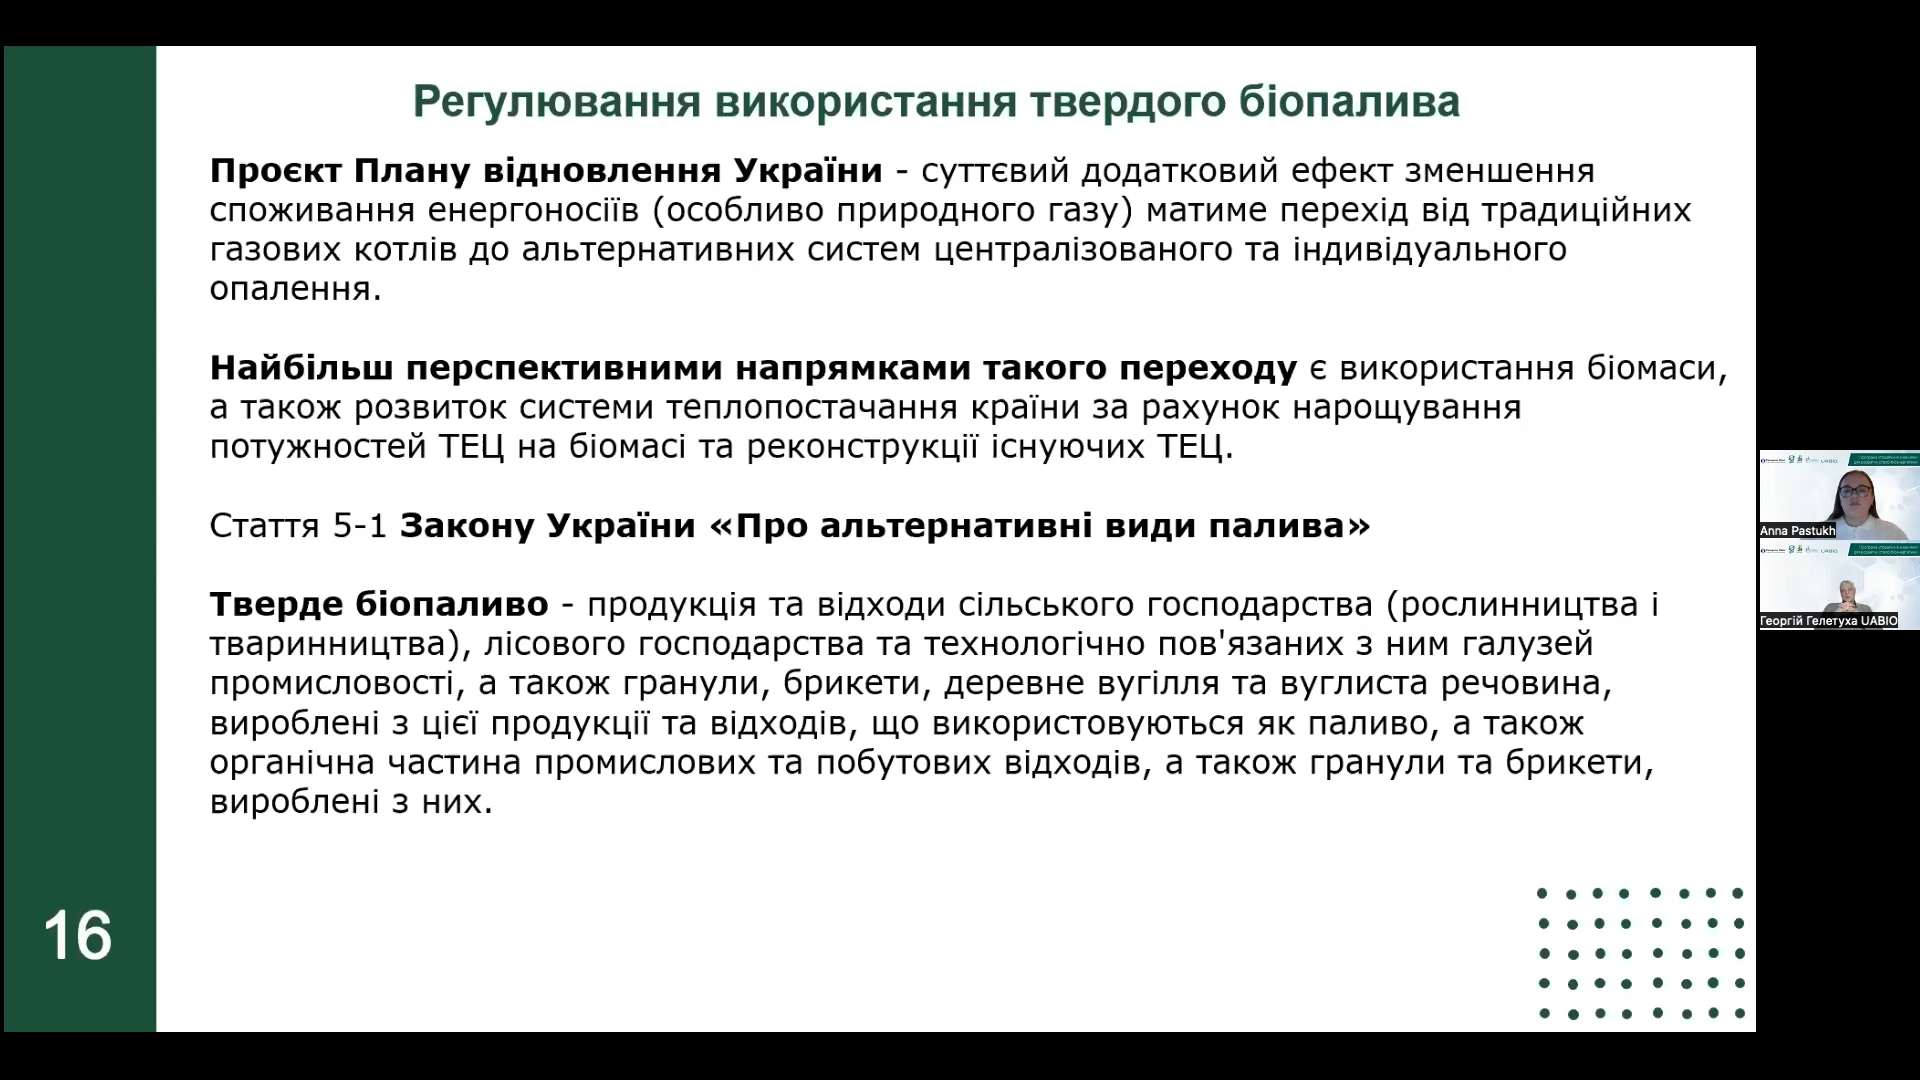 Регулювання використання твердого біопалива
Проєкт Плану відновлення України - суттєвий додатковий ефект зменшення
споживання енергоносіїв (особливо природного газу) матиме перехід від традиційних
газових котлів до альтернативних систем централізованого та індивідуального
опалення.
Найбільш перспективними напрямками такого переходу є використання біомаси,
а також розвиток системи теплопостачання країни за рахунок нарощування
потужностей ТЕЦ на біомасі та реконструкції існуючих ТЕЦ.
Стаття 5-1 Закону України «Про альтернативні види палива»
Тверде біопаливо - продукція та відходи сільського господарства (рослинництва і
тваринництва), лісового господарства та технологічно пов'язаних з ним галузей
промисловості, а також гранули, брикети, деревне вугілля та вуглиста речовина,
вироблені з цієї продукції та відходів, що використовуються як паливо, а також
органічна частина промислових та побутових відходів, а також гранули та брикети,
вироблені з них.
16
Anna Pastukh
Георгій Гелетуха UABIO